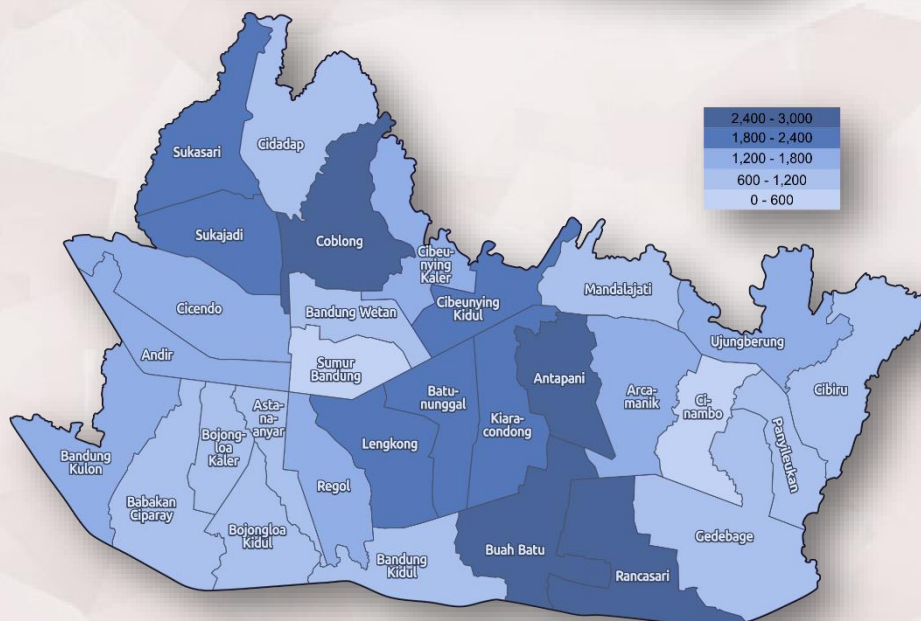 2,400 - 3,000
1,800 - 2,400
1,200 - 1,800
600 - 1,200
0 - 600
Sukasari
Cidadap
Sukajadi
Coblong
Cibeu-
nying
Kaler
Cicendo
Bandung Wetan
Cibeunying
Kidul
Mandalajati
Ujungberung
Andir
Sumur
Bandung
Antapani
Arca-
manik
Ci-
nambo
Cibiru
Bandung
Kulon
Bojong-
loa
Kaler
Asta-
na-
anyar
Batu-
nunggal
Lengkong
Kiara-
condong
Panyileukan
Babakan
Ciparay
Bojongloa
Kidul
Regol
Bandung
Kidul
Buah Batu
Rancasari
Gedebage